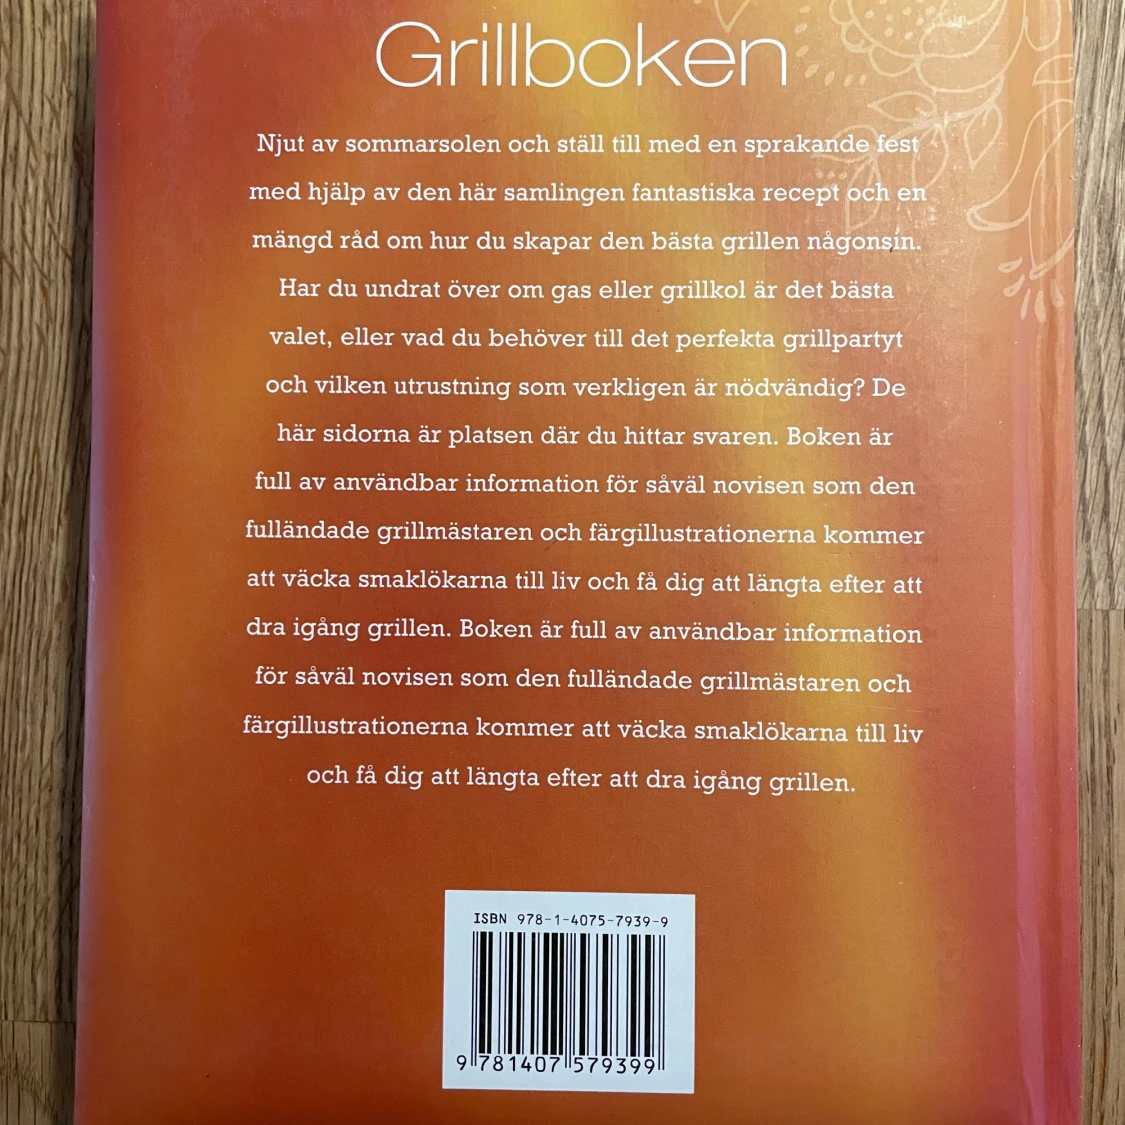 Grillboken
Njut av sommarsolen och ställ till med en sprakande fest
med hjälp av den här samlingen fantastiska recept och en
mängd råd om hur du skapar den bästa grillen någonsin.
Har du undrat över om gas eller grillkol är det bästa
valet, eller vad du behöver till det perfekta grillpartyt
och vilken utrustning som verkligen är nödvändig? De
här sidorna är platsen där du hittar svaren. Boken är
full av användbar information för såväl novisen som den
fulländade grillmästaren och färgillustrationerna kommer
att väcka smaklökarna till liv och få dig att längta efter att
dra igång grillen. Boken är full av användbar information
för såväl novisen som den fulländade grillmästaren och
färgillustrationerna kommer att väcka smaklökarna till liv
och få dig att längta efter att dra igång grillen.
ISBN 978-1-4075-7939-9
9 781407 579399